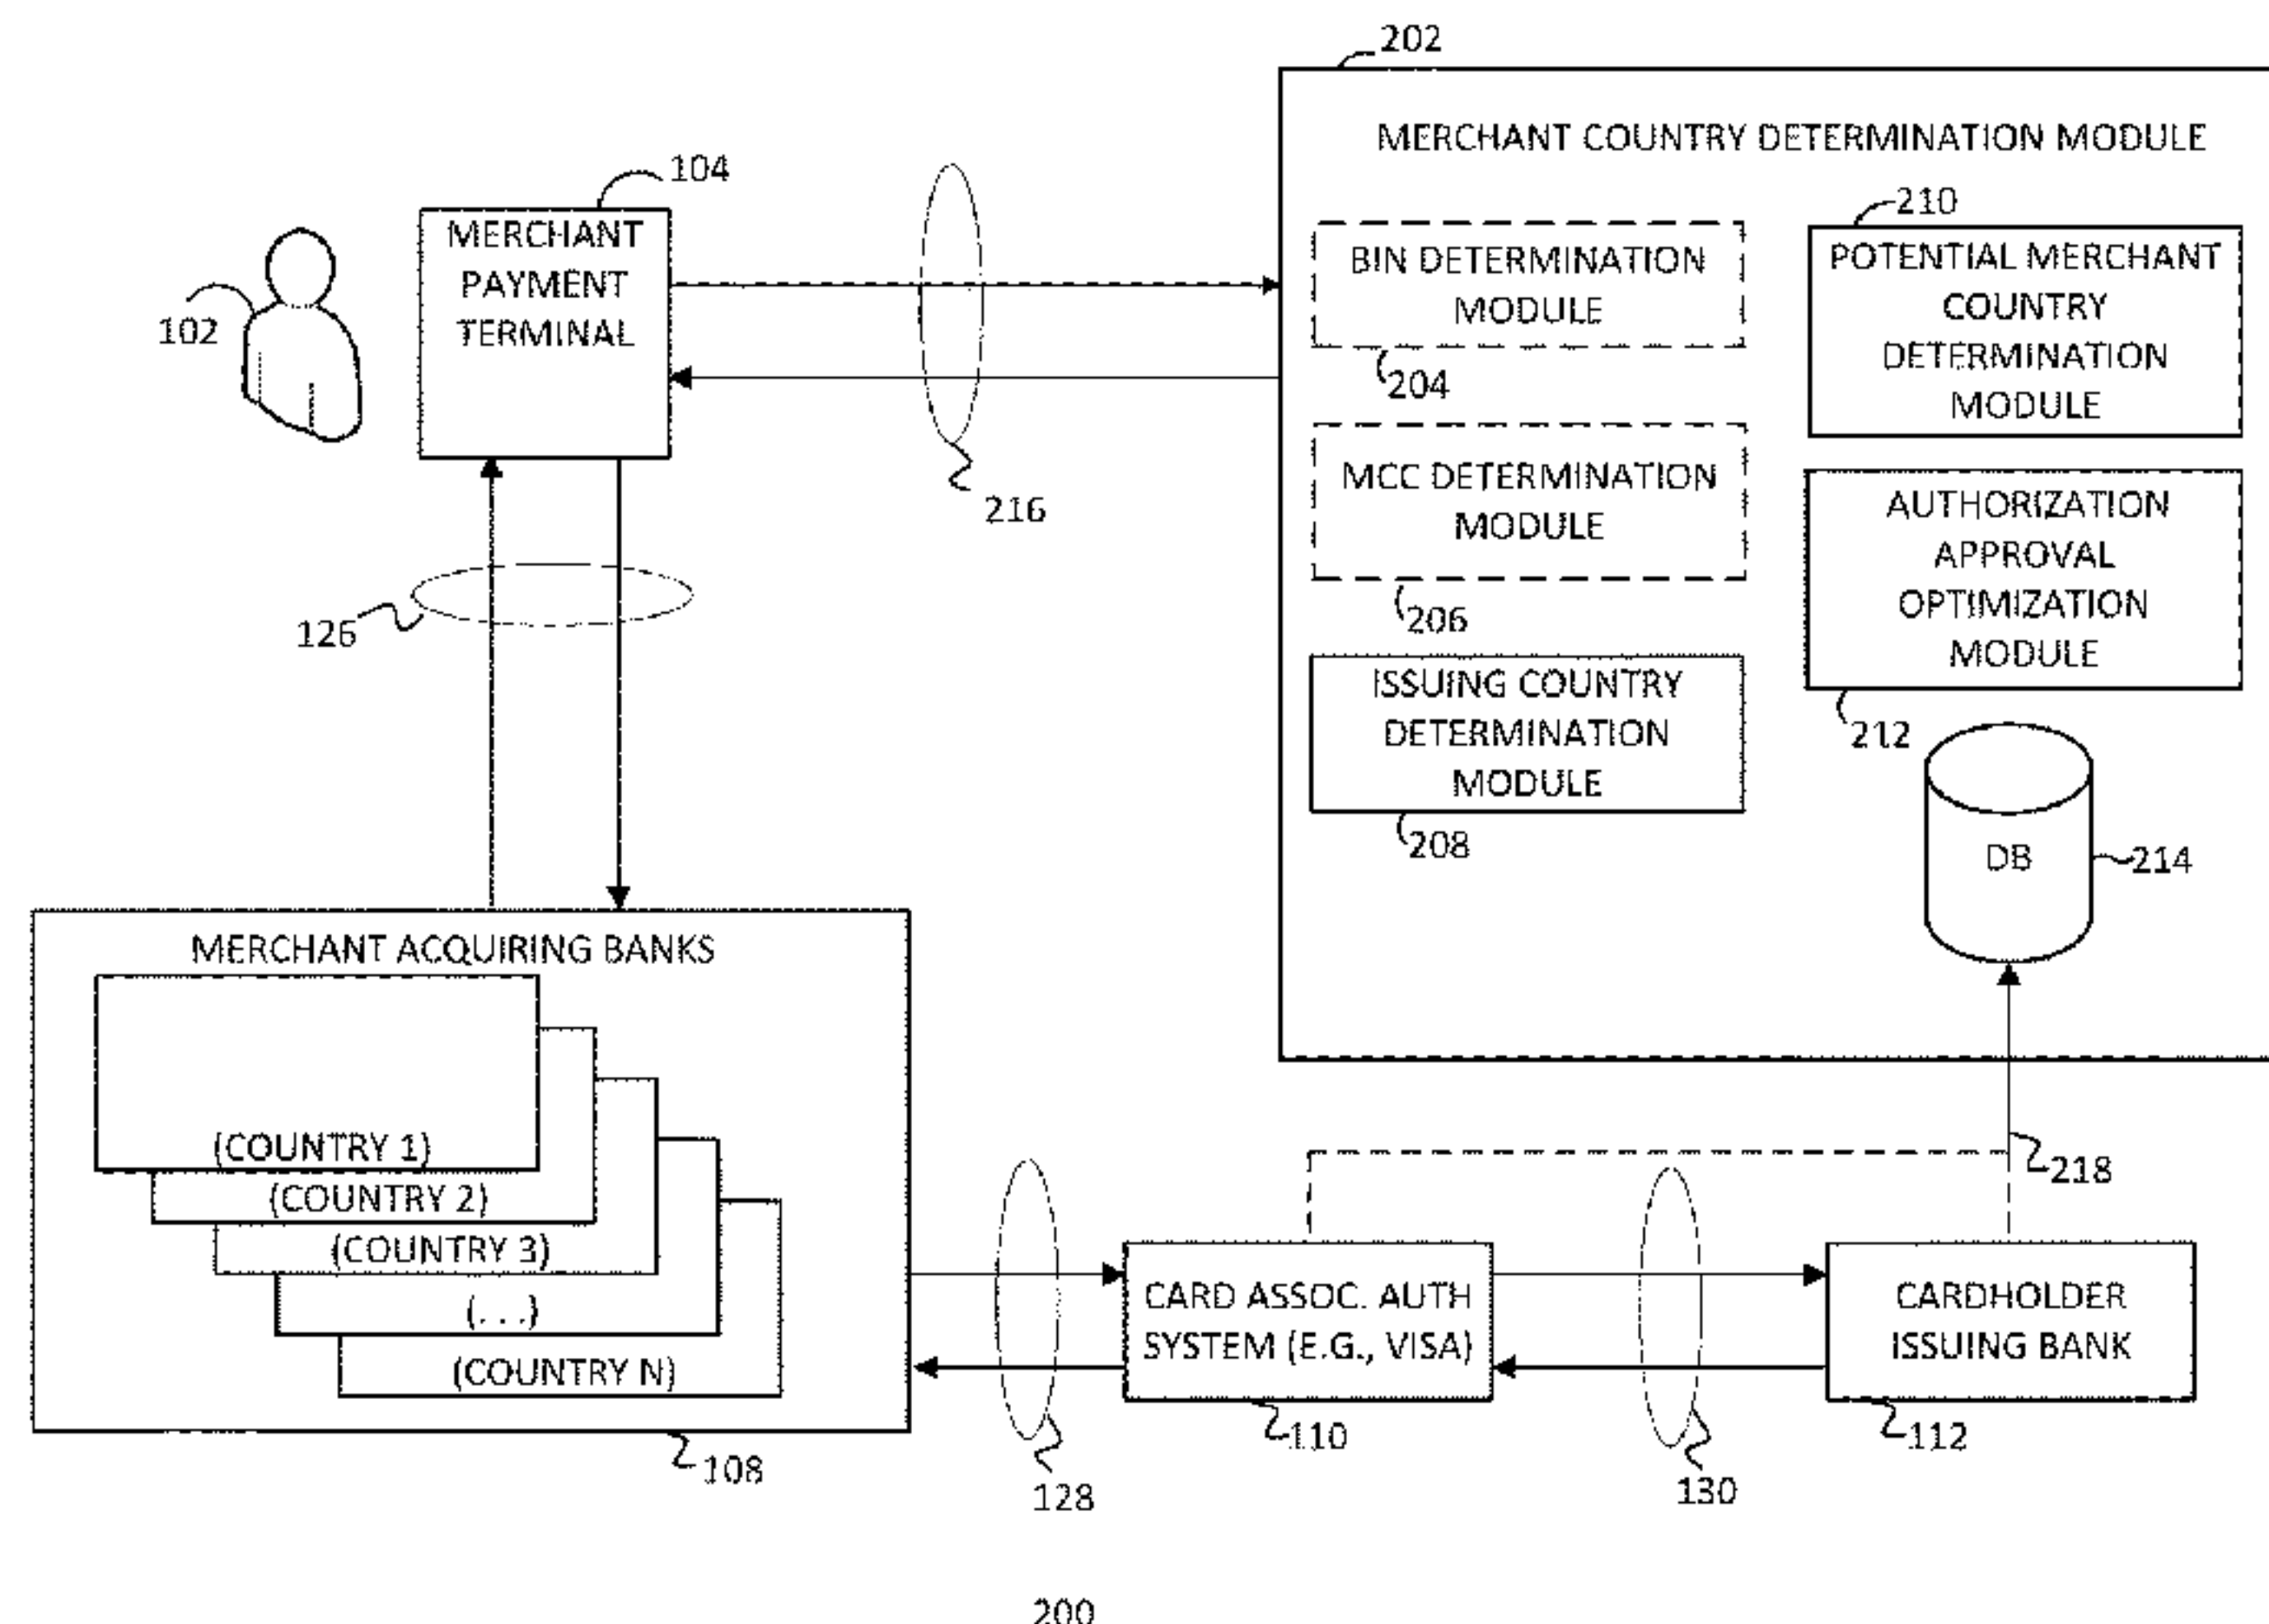 202
MERCHANT COUNTRY DETERMINATION MODULE
104
MERCHANT
PAYMENT
TERMINAL
102
216
126
BIN DETERMINATION
MODULE
204
210
POTENTIAL MERCHANT
COUNTRY
DETERMINATION
MODULE
MCC DETERMINATION
MODULE
206
AUTHORIZATION
APPROVAL
OPTIMIZATION
MODULE
212
ISSUING COUNTRY
DETERMINATION
MODULE
208
DB
214
MERCHANT ACQUIRING BANKS
(COUNTRY 1)
(COUNTRY 2)
(COUNTRY 3)
(. . .)
(COUNTRY N)
108
128
CARD ASSOC. AUTH
SYSTEM (E.G., VISA)
110
130
218
CARDHOLDER
ISSUING BANK
112
200